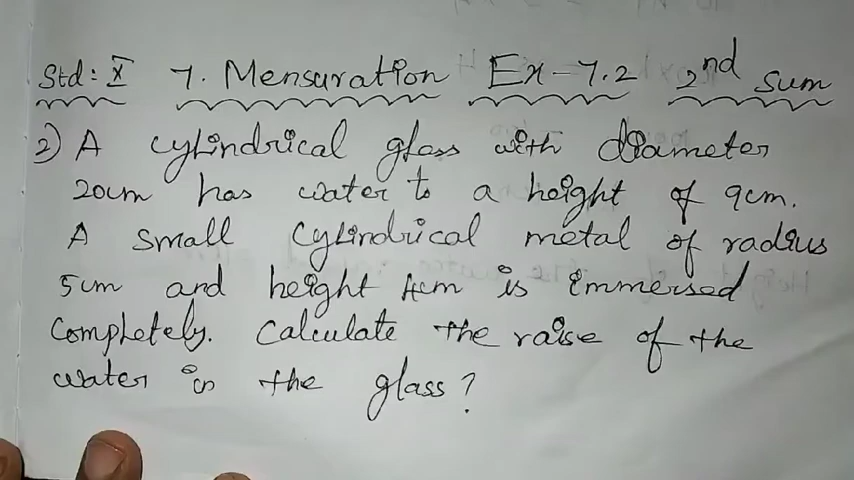 Std: X 7. Mensuration Ex-7.2 2nd sum
2) A cylindrical glass with diameter
20cm has water to a height of 9cm.
A small cylindrical metal of radius
5cm and height 4cm is immersed
completely. Calculate the raise of the
water in the glass?